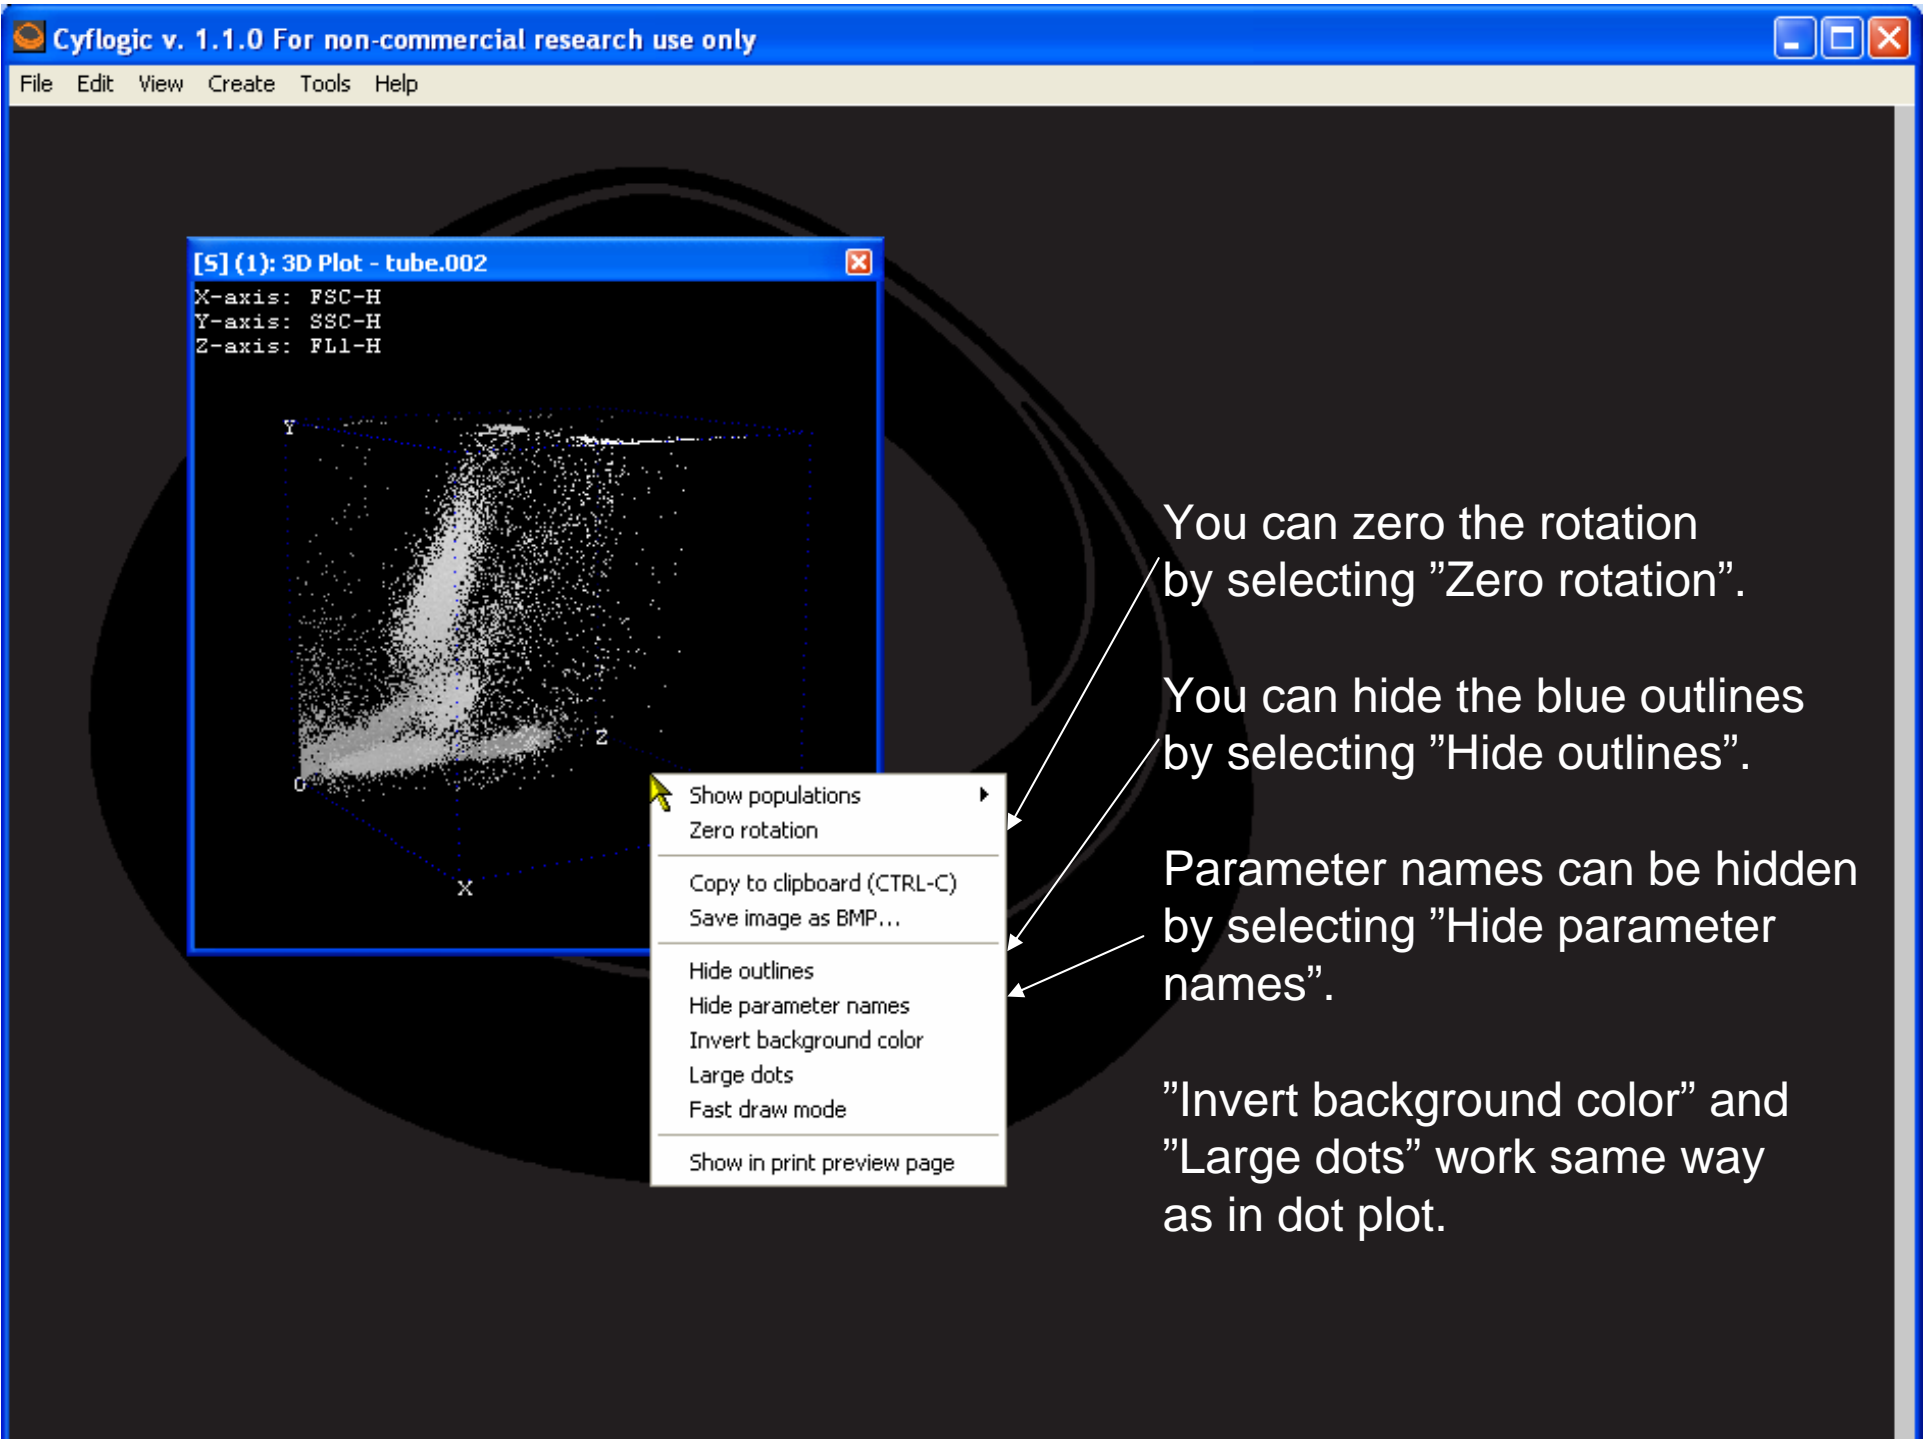 Cyflogic v. 1.1.0 For non-commercial research use only
File Edit View Create Tools Help
[S] (1): 3D Plot - tube.002
X-axis: FSC-H
Y-axis: SSC-H
Z-axis: FL1-H
Y
Z
O
X
Show populations
Zero rotation
Copy to clipboard (CTRL-C)
Save image as BMP...
Hide outlines
Hide parameter names
Invert background color
Large dots
Fast draw mode
Show in print preview page
You can zero the rotation
by selecting ”Zero rotation”.
You can hide the blue outlines
by selecting ”Hide outlines”.
Parameter names can be hidden
by selecting ”Hide parameter
names”.
”Invert background color” and
”Large dots” work same way
as in dot plot.